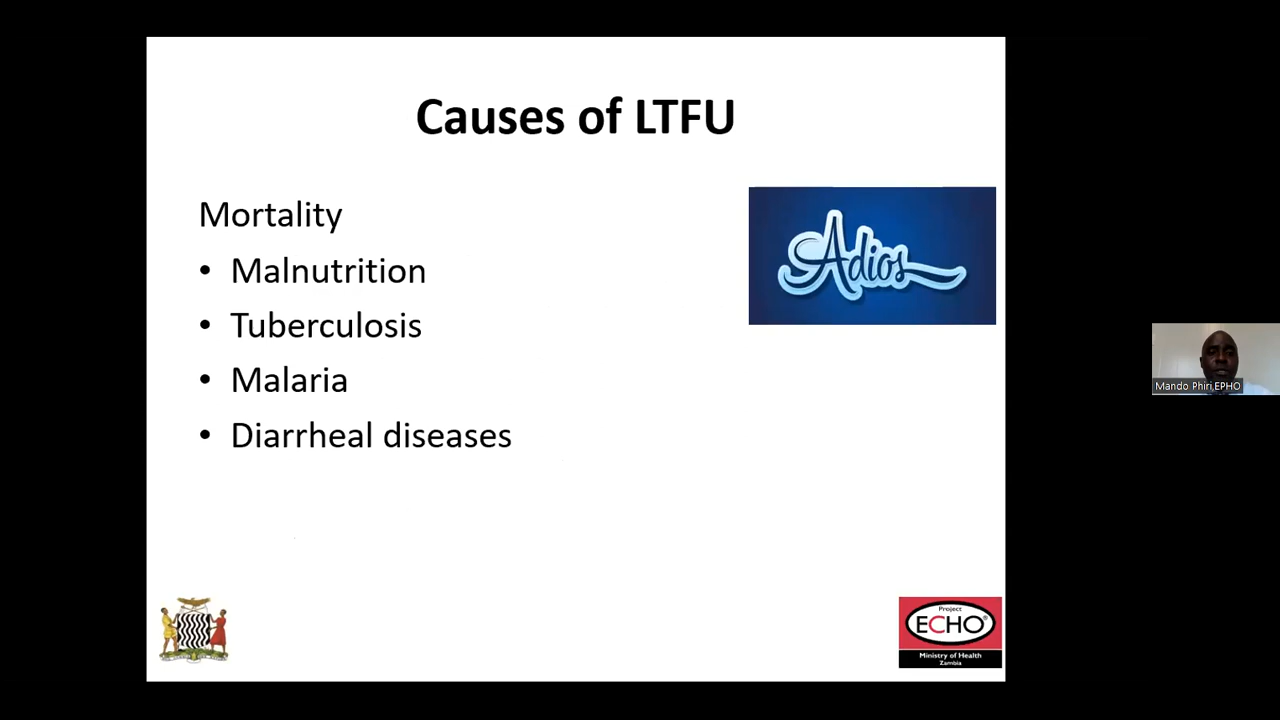 Causes of LTFU
Mortality
• Malnutrition
• Tuberculosis
• Malaria
• Diarrheal diseases
Adios
Mando Phiri,EPHO
Project
ECHO®
Ministry of Health
Zambia